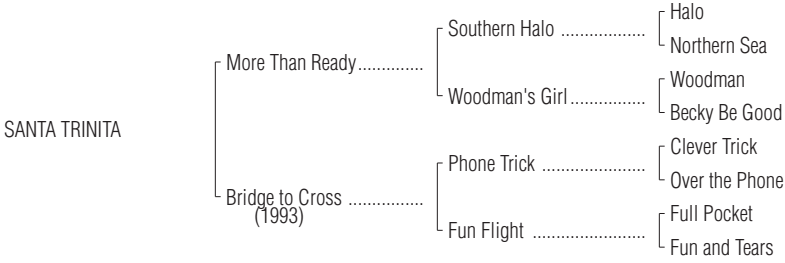 Halo
Southern Halo ...................
Northern Sea
More Than Ready..............
Woodman
Woodman's Girl.................
Becky Be Good
SANTA TRINITA
Clever Trick
Phone Trick .......................
Over the Phone
Bridge to Cross ................
(1993)
Full Pocket
Fun Flight .........................
Fun and Tears